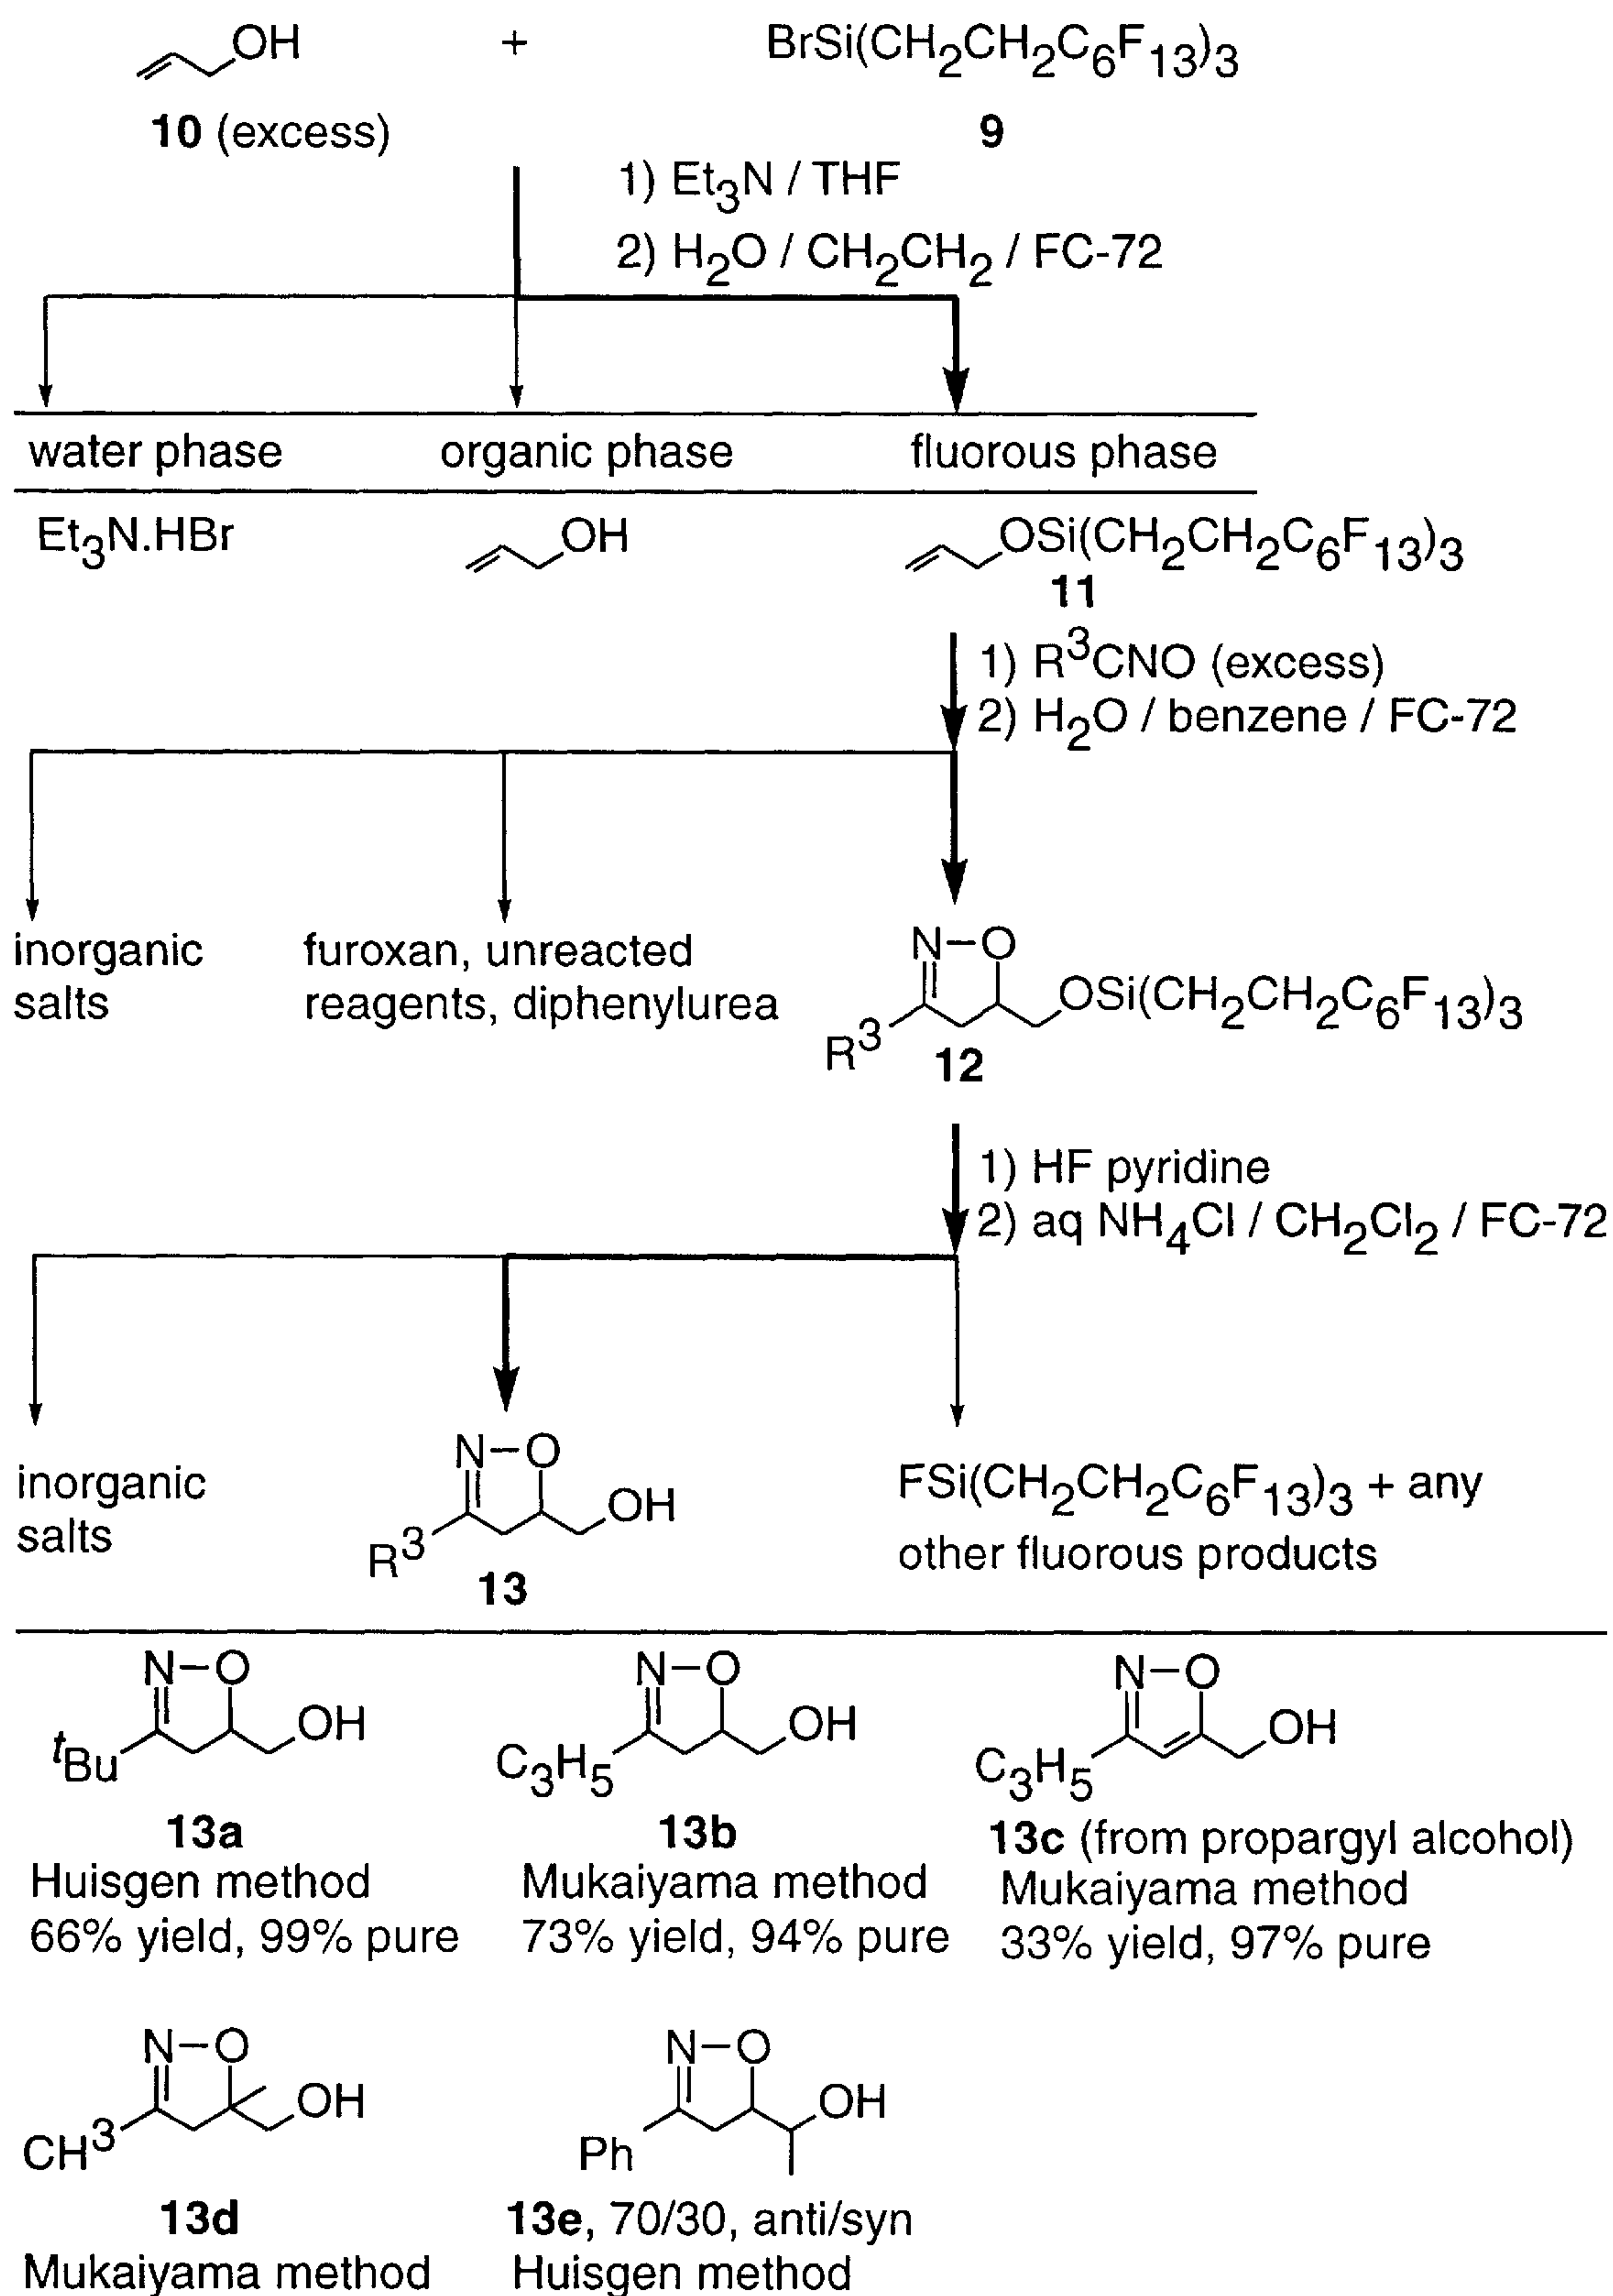 OH + BrSi(CH2CH2C6F13)3
10 (excess) 9
1) Et3N / THF
2) H2O / CH2CH2 / FC-72
water phase organic phase fluorous phase
Et3N.HBr OH OSi(CH2CH2C6F13)3
11
1) R3CNO (excess)
2) H2O / benzene / FC-72
inorganic
salts
furoxan, unreacted
reagents, diphenylurea
N-O
OSi(CH2CH2C6F13)3
R3
12
1) HF pyridine
2) aq NH4Cl / CH2Cl2 / FC-72
inorganic
salts
N-O
OH
R3
13
FSi(CH2CH2C6F13)3 + any
other fluorous products
N-O
OH
tBu
13a
Huisgen method
66% yield, 99% pure
N-O
OH
C3H5
13b
Mukaiyama method
73% yield, 94% pure
N-O
OH
C3H5
13c (from propargyl alcohol)
Mukaiyama method
33% yield, 97% pure
N-O
OH
CH3
13d
Mukaiyama method
N-O
OH
Ph
13e, 70/30, anti/syn
Huisgen method